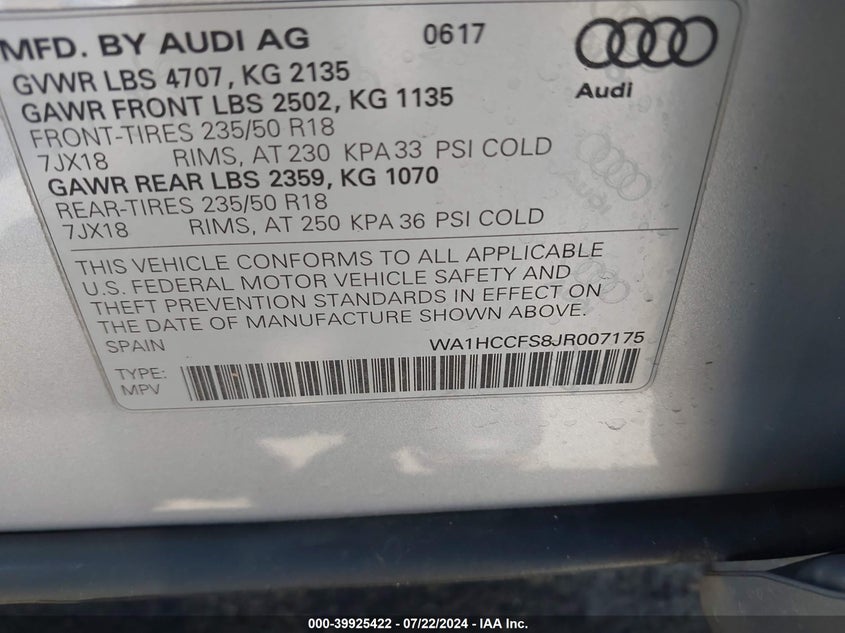 MFD. BY AUDI AG 0617
Audi
GVWR LBS 4707, KG 2135
GAWR FRONT LBS 2502, KG 1135
FRONT-TIRES 235/50 R18
7JX18 RIMS, AT 230 KPA 33 PSI COLD
GAWR REAR LBS 2359, KG 1070
REAR-TIRES 235/50 R18
7JX18 RIMS, AT 250 KPA 36 PSI COLD
Audi
THIS VEHICLE CONFORMS TO ALL APPLICABLE
U.S. FEDERAL MOTOR VEHICLE SAFETY AND
THEFT PREVENTION STANDARDS IN EFFECT ON
THE DATE OF MANUFACTURE SHOWN ABOVE.
SPAIN WA1HCCFS8JR007175
TYPE:
MPV
000-39925422 - 07/22/2024 - IAA Inc.